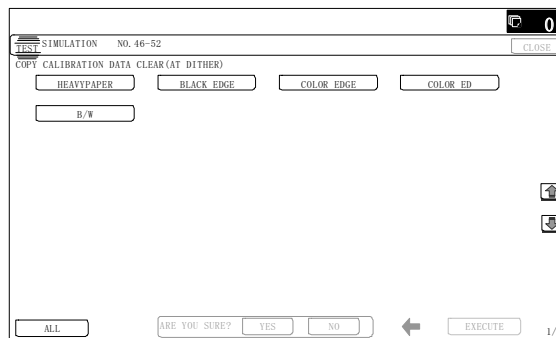 0
TEST SIMULATION NO. 46-52 CLOSE
COPY CALIBRATION DATA CLEAR(AT DITHER)
HEAVYPAPER BLACK EDGE COLOR EDGE COLOR ED
B/W
ALL ARE YOU SURE? YES NO EXECUTE 1/